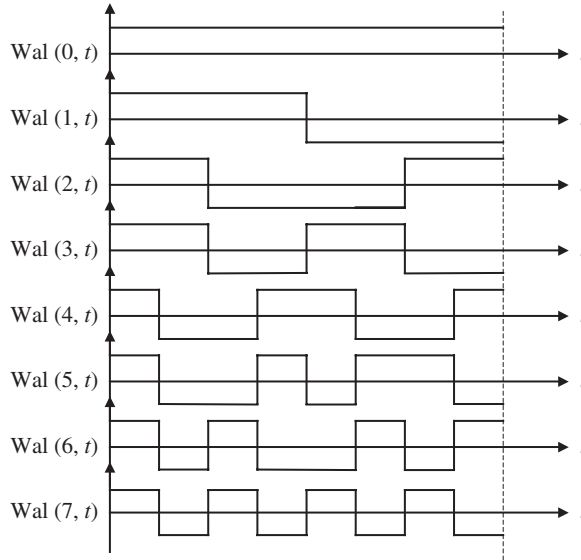 Wal (0, t)
Wal (1, t)
Wal (2, t)
Wal (3, t)
Wal (4, t)
Wal (5, t)
Wal (6, t)
Wal (7, t)